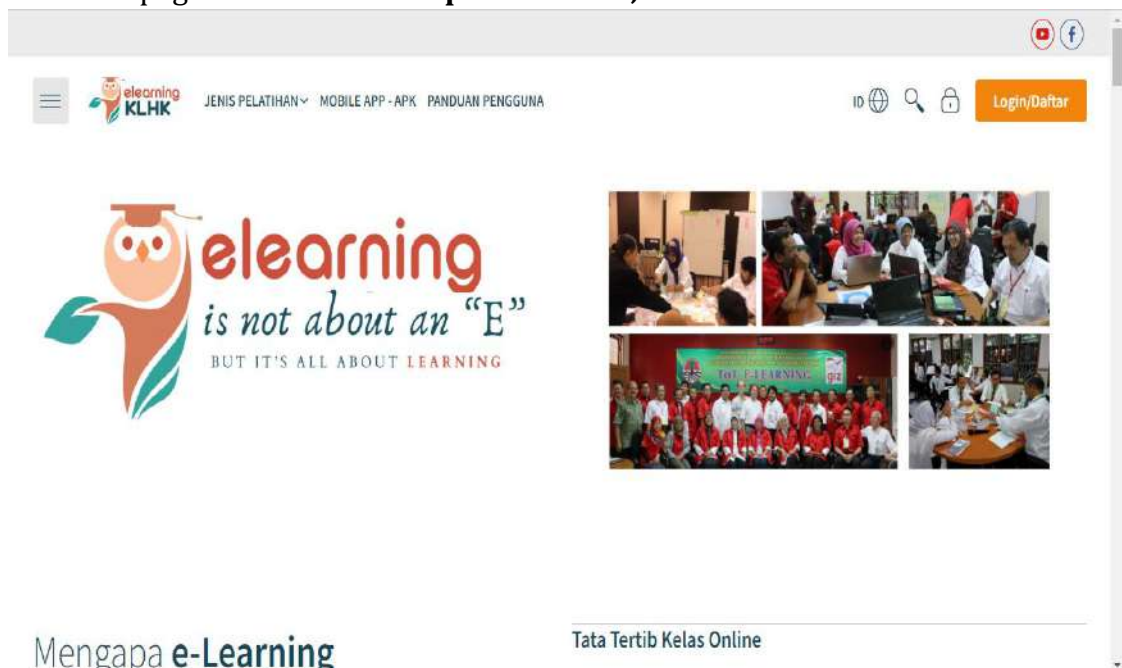 elearning
KLHK
JENIS PELATIHAN
MOBILE APP - APK
PANDUAN PENGGUNA
ID
Login/Daftar
elearning
is not about an “E”
BUT IT'S ALL ABOUT LEARNING
ToT E-LEARNING
giz
Mengapa e-Learning
Tata Tertib Kelas Online